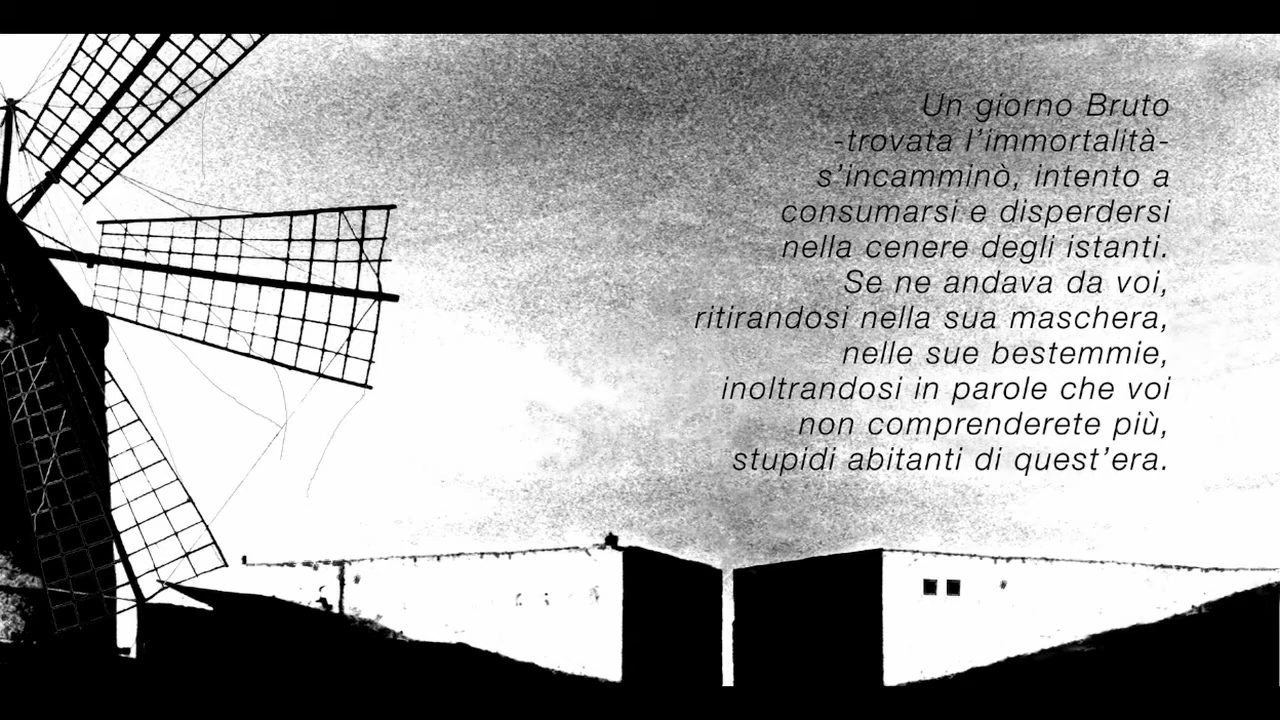 Un giorno Bruto
-trovata l’immortalità-
s’incamminò, intento a
consumarsi e disperdersi
nella cenere degli istanti.
Se ne andava da voi,
ritirandosi nella sua maschera,
nelle sue bestemmie,
inoltrandosi in parole che voi
non comprenderete più,
stupidi abitanti di quest’era.